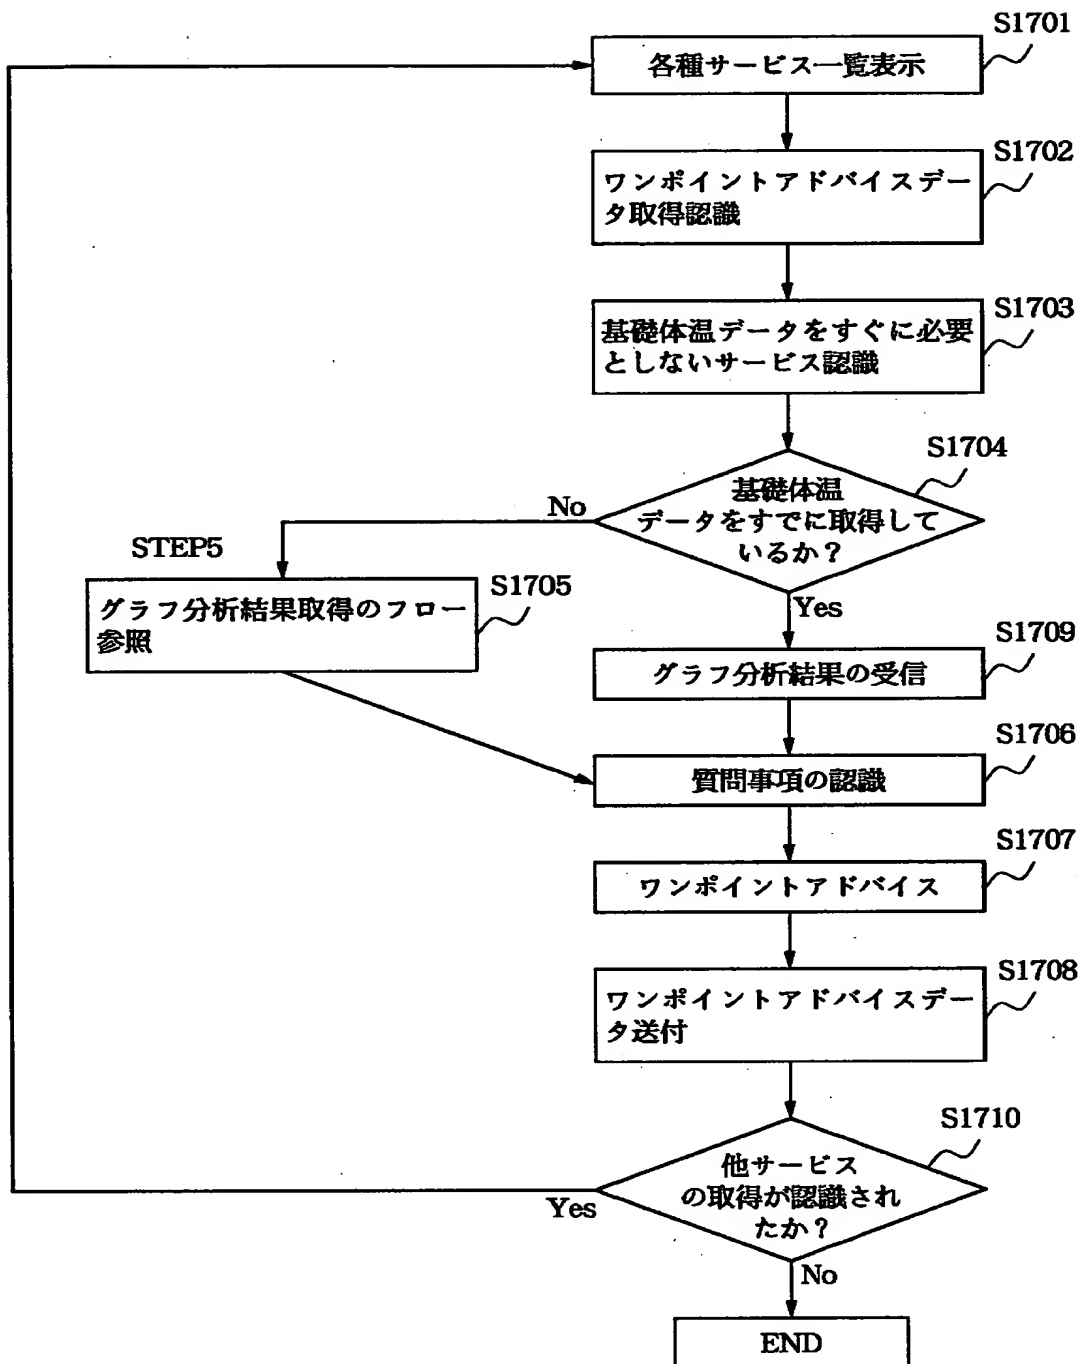 S1701
各種サービス一覧表示
S1702
ワンポイントアドバイスデー
タ取得認識
S1703
基礎体温データをすぐに必要
としないサービス認識
S1704
基礎体温
データをすでに取得して
いるか？
No
Yes
STEP5
S1705
グラフ分析結果取得のフロー
参照
S1709
グラフ分析結果の受信
S1706
質問事項の認識
S1707
ワンポイントアドバイス
S1708
ワンポイントアドバイスデー
タ送付
S1710
他サービス
の取得が認識され
たか？
Yes
No
END